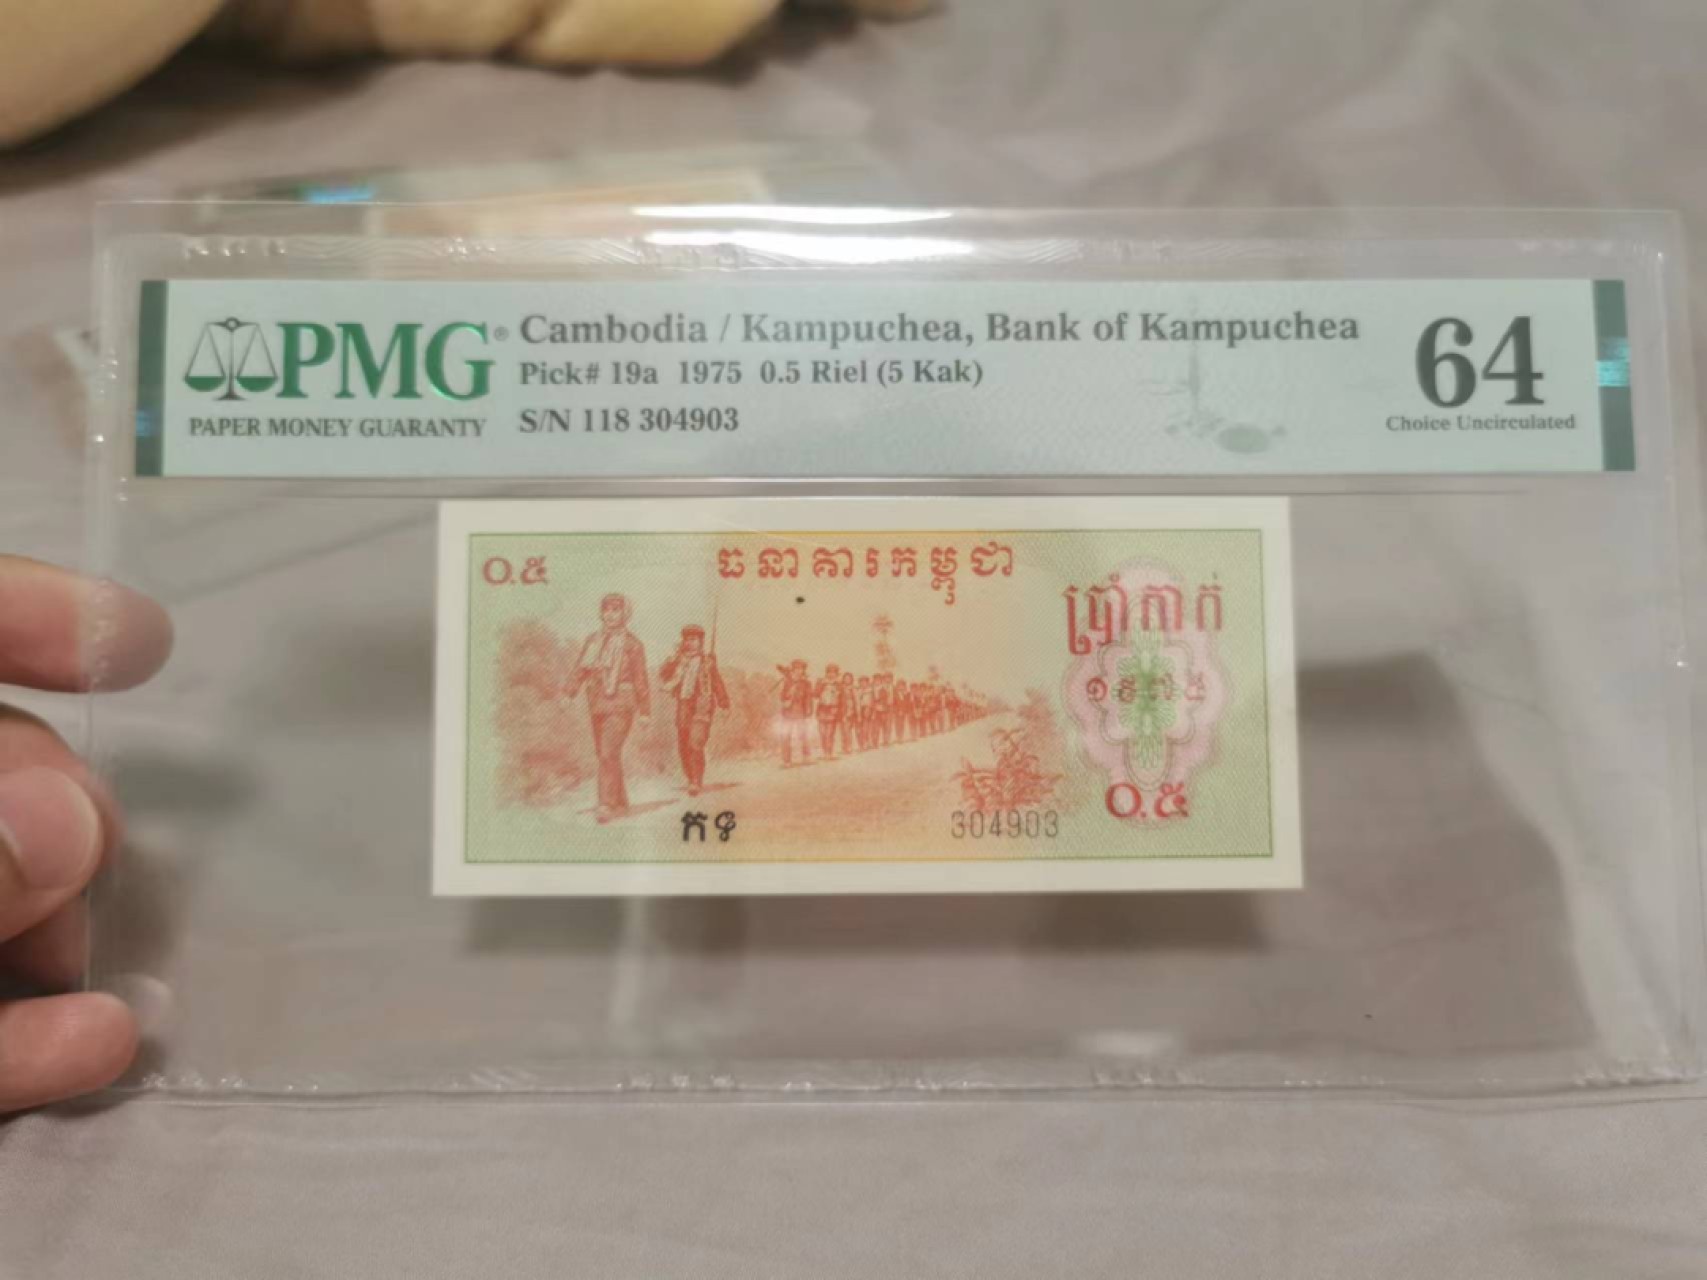 PMG®
PAPER MONEY GUARANTY
Cambodia / Kampuchea, Bank of Kampuchea
Pick# 19a 1975 0.5 Riel (5 Kak)
S/N 118 304903
64
Choice Uncirculated
០.៥
ធនាគារកម្ពុជា
ប្រាំកាក់
១៩៧៥
កទ
304903
០.៥